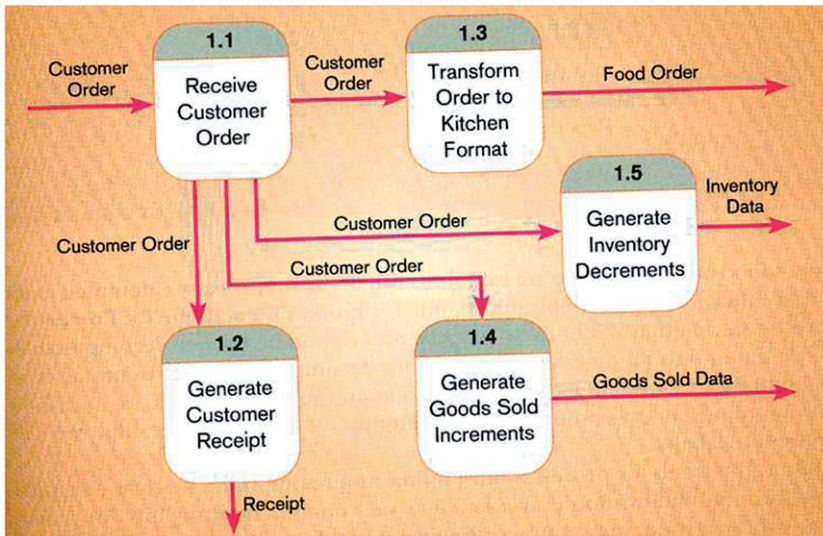 1.1
Receive
Customer
Order
Customer
Order
Customer
Order
1.3
Transform
Order to
Kitchen
Format
Food Order
1.5
Generate
Inventory
Decrements
Inventory
Data
Customer Order
Customer Order
Customer Order
1.2
Generate
Customer
Receipt
1.4
Generate
Goods Sold
Increments
Goods Sold Data
Receipt